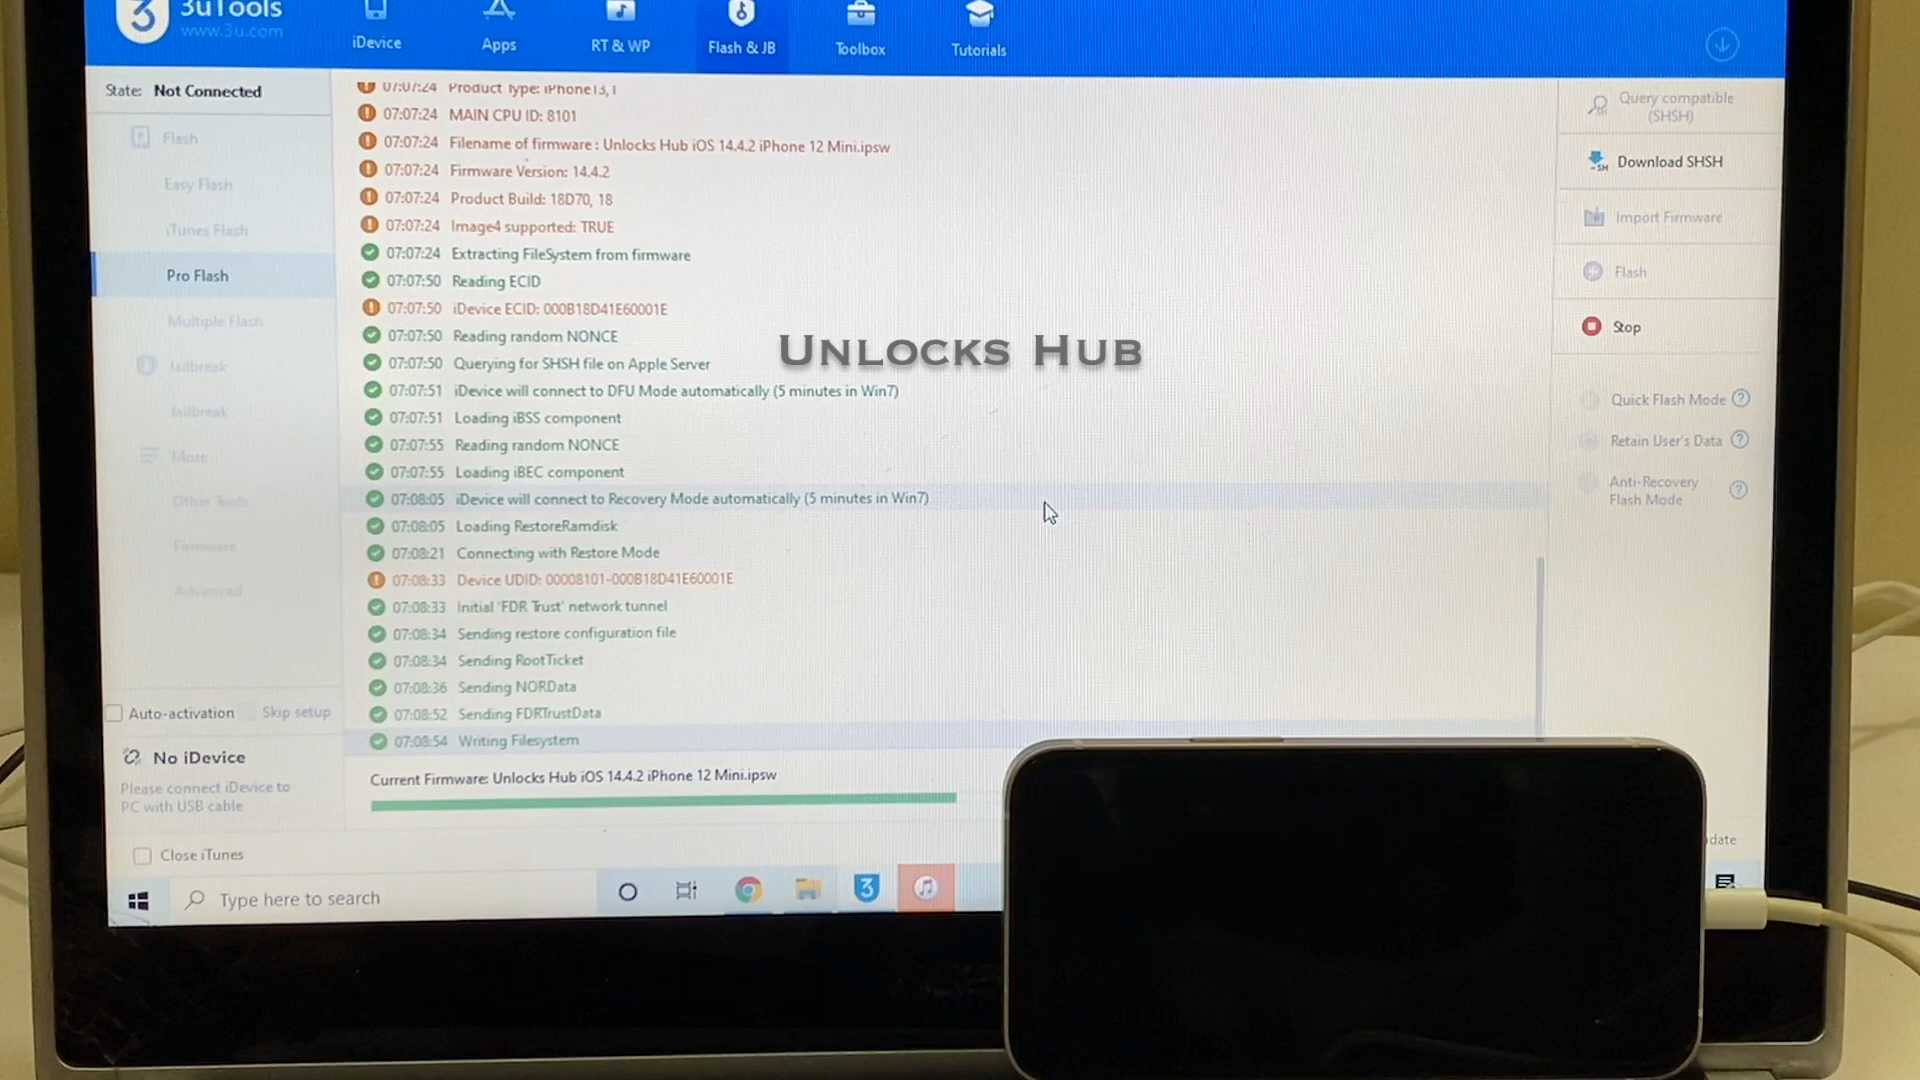 3uTools
www.3u.com
iDevice
Apps
RT & WP
Flash & JB
Toolbox
Tutorials
State: Not Connected
Flash
Easy Flash
iTunes Flash
Pro Flash
Multiple Flash
Jailbreak
Jailbreak
More
Other Tools
Firmware
Advanced
Auto-activation
Skip setup
No iDevice
Please connect iDevice to
PC with USB cable
Close iTunes
07:07:24 Product Type: iPhone13,1
07:07:24 MAIN CPU ID: 8101
07:07:24 Filename of firmware : Unlocks Hub iOS 14.4.2 iPhone 12 Mini.ipsw
07:07:24 Firmware Version: 14.4.2
07:07:24 Product Build: 18D70, 18
07:07:24 Image4 supported: TRUE
07:07:24 Extracting FileSystem from firmware
07:07:50 Reading ECID
07:07:50 iDevice ECID: 000B18D41E60001E
07:07:50 Reading random NONCE
07:07:50 Querying for SHSH file on Apple Server
07:07:51 iDevice will connect to DFU Mode automatically (5 minutes in Win7)
07:07:51 Loading iBSS component
07:07:55 Reading random NONCE
07:07:55 Loading iBEC component
07:08:05 iDevice will connect to Recovery Mode automatically (5 minutes in Win7)
07:08:05 Loading RestoreRamdisk
07:08:21 Connecting with Restore Mode
07:08:33 Device UDID: 00008101-000B18D41E60001E
07:08:33 Initial 'FDR Trust' network tunnel
07:08:34 Sending restore configuration file
07:08:34 Sending RootTicket
07:08:36 Sending NORData
07:08:52 Sending FDRTrustData
07:08:54 Writing Filesystem
Current Firmware: Unlocks Hub iOS 14.4.2 iPhone 12 Mini.ipsw
UNLOCKS HUB
Query compatible
(SHSH)
Download SHSH
Import Firmware
Flash
Stop
Quick Flash Mode
Retain User's Data
Anti-Recovery
Flash Mode
Type here to search
3